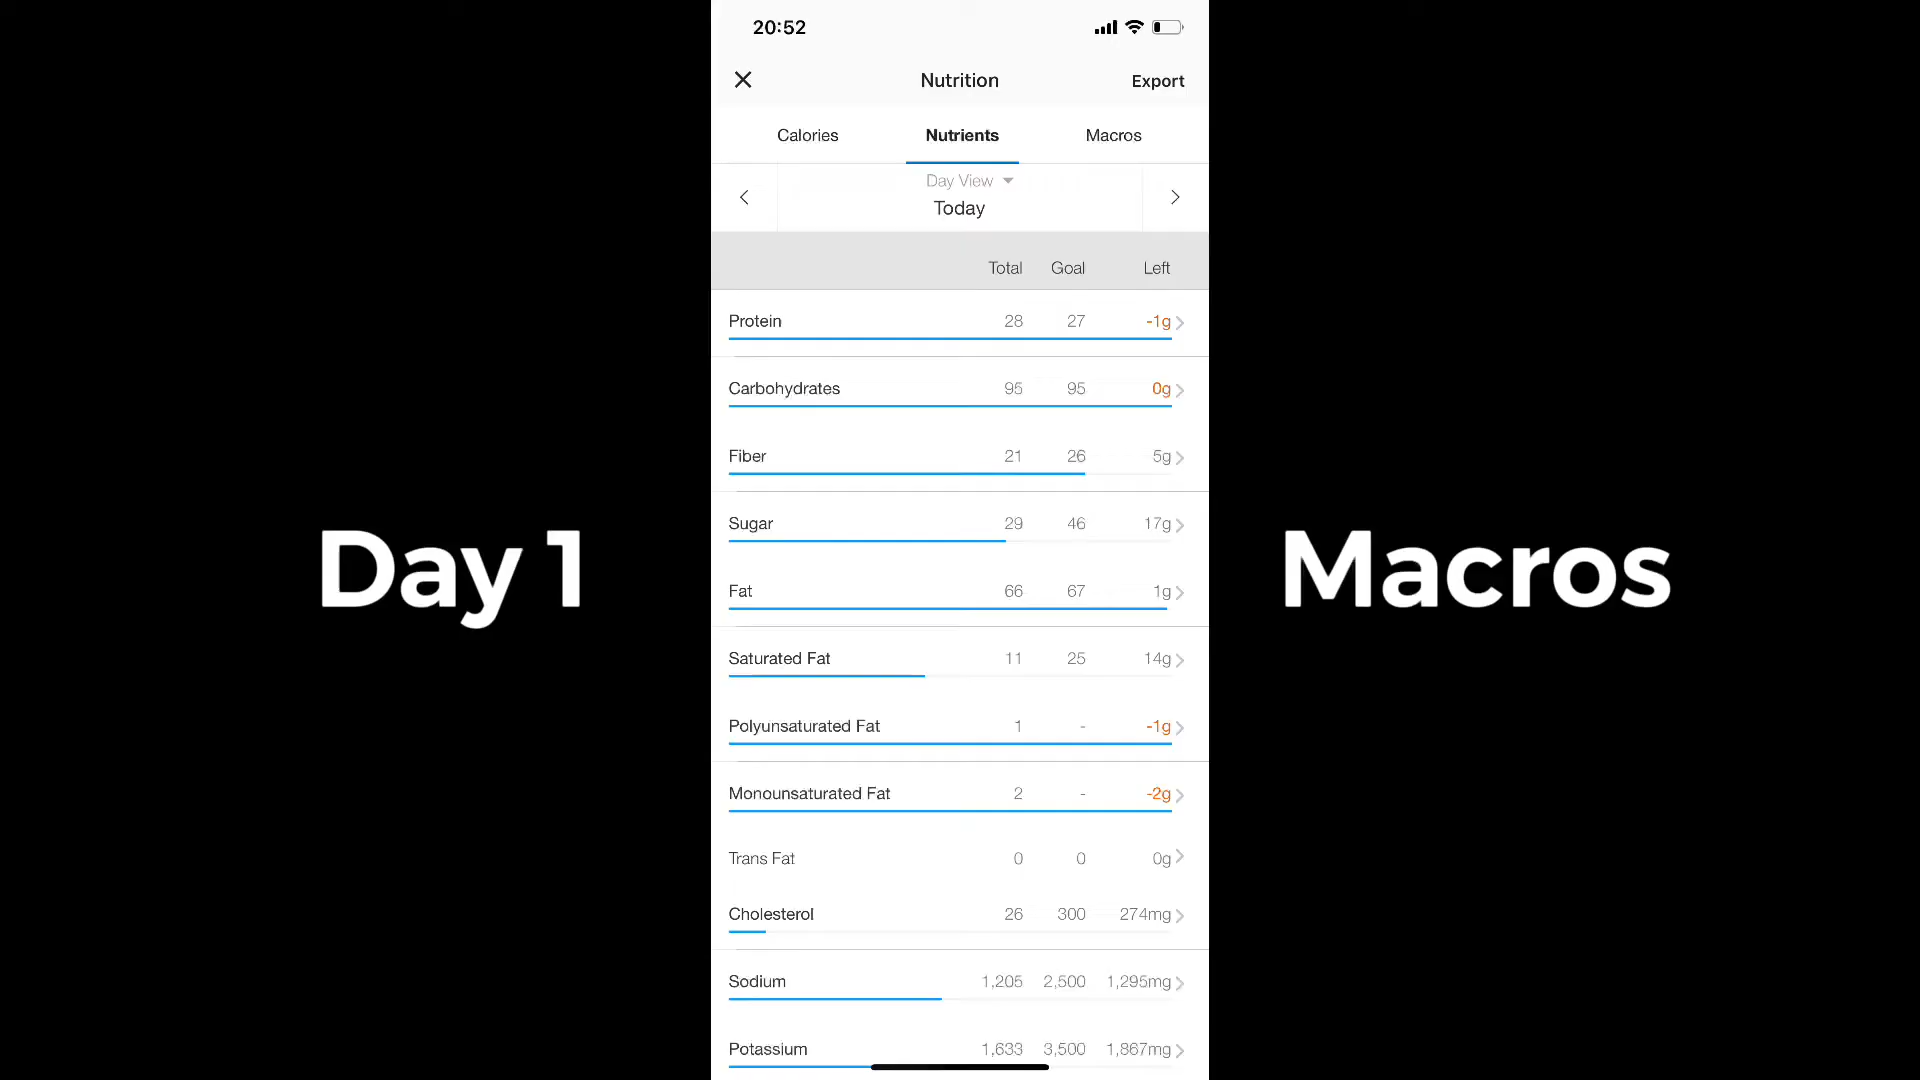 20:52
Nutrition
Export
Calories Nutrients Macros
Day View
Today
Total Goal Left
Protein 28 27 -1g
Carbohydrates 95 95 0g
Fiber 21 26 5g
Sugar 29 46 17g
Day 1
Macros
Fat 66 67 1g
Saturated Fat 11 25 14g
Polyunsaturated Fat 1 - -1g
Monounsaturated Fat 2 - -2g
Trans Fat 0 0 0g
Cholesterol 26 300 274mg
Sodium 1,205 2,500 1,295mg
Potassium 1,633 3,500 1,867mg